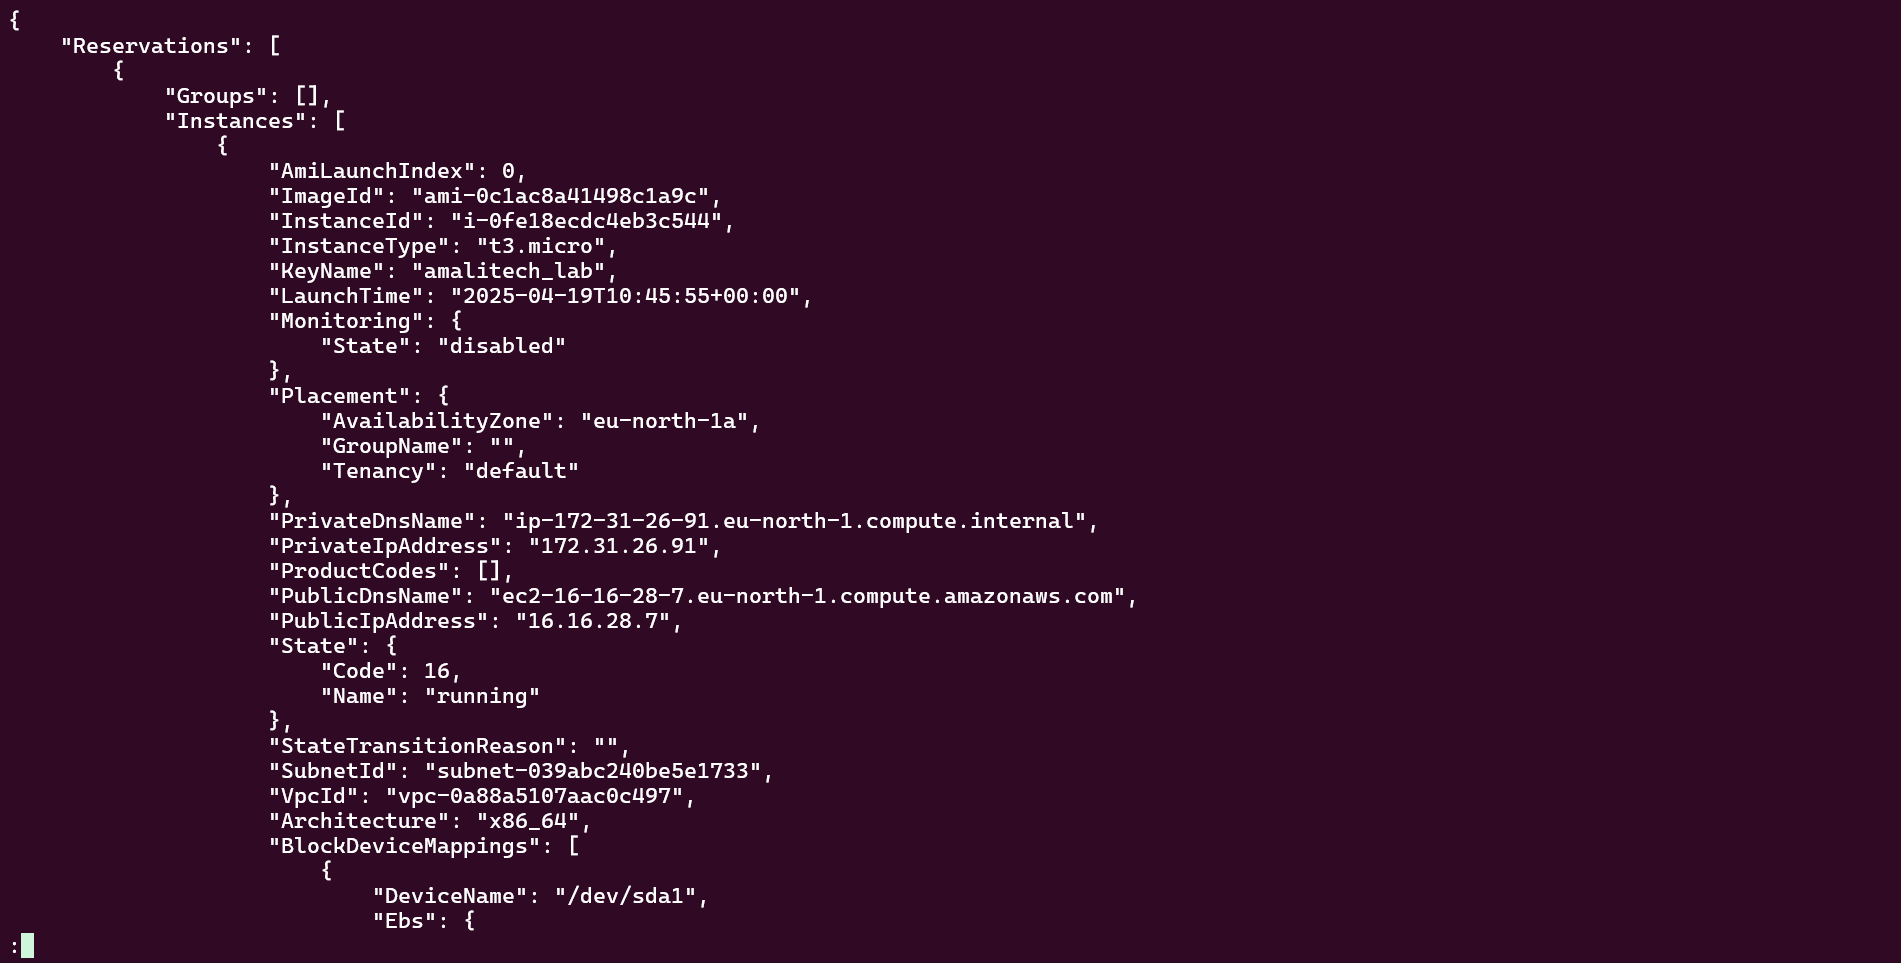 {
    "Reservations": [
        {
            "Groups": [],
            "Instances": [
                {
                    "AmiLaunchIndex": 0,
                    "ImageId": "ami-0c1ac8a41498c1a9c",
                    "InstanceId": "i-0fe18ecdc4eb3c544",
                    "InstanceType": "t3.micro",
                    "KeyName": "amalitech_lab",
                    "LaunchTime": "2025-04-19T10:45:55+00:00",
                    "Monitoring": {
                        "State": "disabled"
                    },
                    "Placement": {
                        "AvailabilityZone": "eu-north-1a",
                        "GroupName": "",
                        "Tenancy": "default"
                    },
                    "PrivateDnsName": "ip-172-31-26-91.eu-north-1.compute.internal",
                    "PrivateIpAddress": "172.31.26.91",
                    "ProductCodes": [],
                    "PublicDnsName": "ec2-16-16-28-7.eu-north-1.compute.amazonaws.com",
                    "PublicIpAddress": "16.16.28.7",
                    "State": {
                        "Code": 16,
                        "Name": "running"
                    },
                    "StateTransitionReason": "",
                    "SubnetId": "subnet-039abc240be5e1733",
                    "VpcId": "vpc-0a88a5107aac0c497",
                    "Architecture": "x86_64",
                    "BlockDeviceMappings": [
                        {
                            "DeviceName": "/dev/sda1",
                            "Ebs": {
: